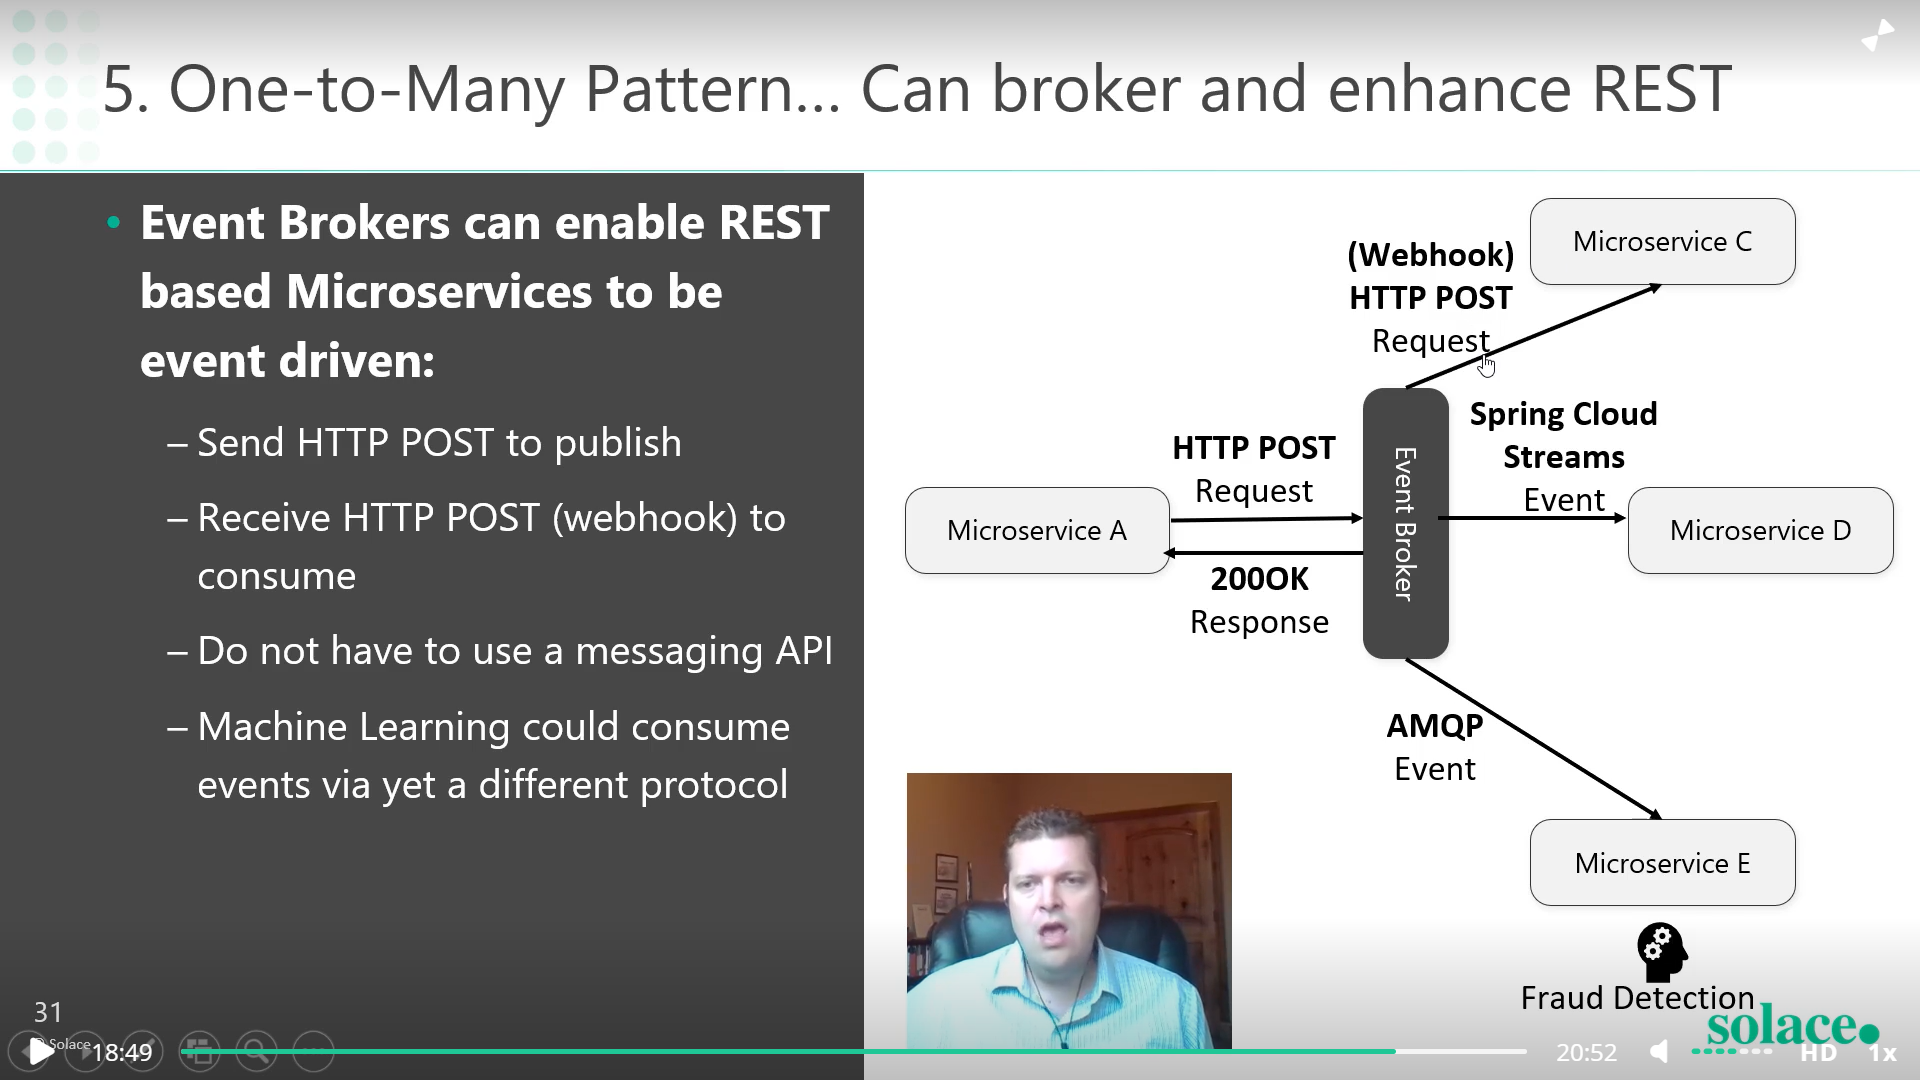 5. One-to-Many Pattern... Can broker and enhance REST
• Event Brokers can enable REST
based Microservices to be
event driven:
– Send HTTP POST to publish
– Receive HTTP POST (webhook) to
consume
– Do not have to use a messaging API
– Machine Learning could consume
events via yet a different protocol
Microservice C
(Webhook)
HTTP POST
Request
Spring Cloud
Streams
Event
HTTP POST
Request
Microservice A
Event Broker
Microservice D
200OK
Response
AMQP
Event
Microservice E
Fraud Detection
solace.
31
© Solace
18:49
20:52
HD
1x